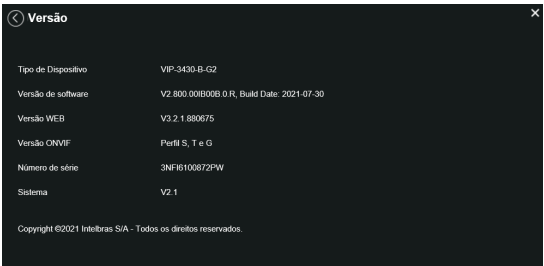 Versão
Tipo de Dispositivo VIP-3430-B-G2
Versão de software V2.800.00IB00B.0.R, Build Date: 2021-07-30
Versão WEB V3.2.1.880675
Versão ONVIF Perfil S, T e G
Número de série 3NFI6100872PW
Sistema V2.1
Copyright ©2021 Intelbras S/A - Todos os direitos reservados.